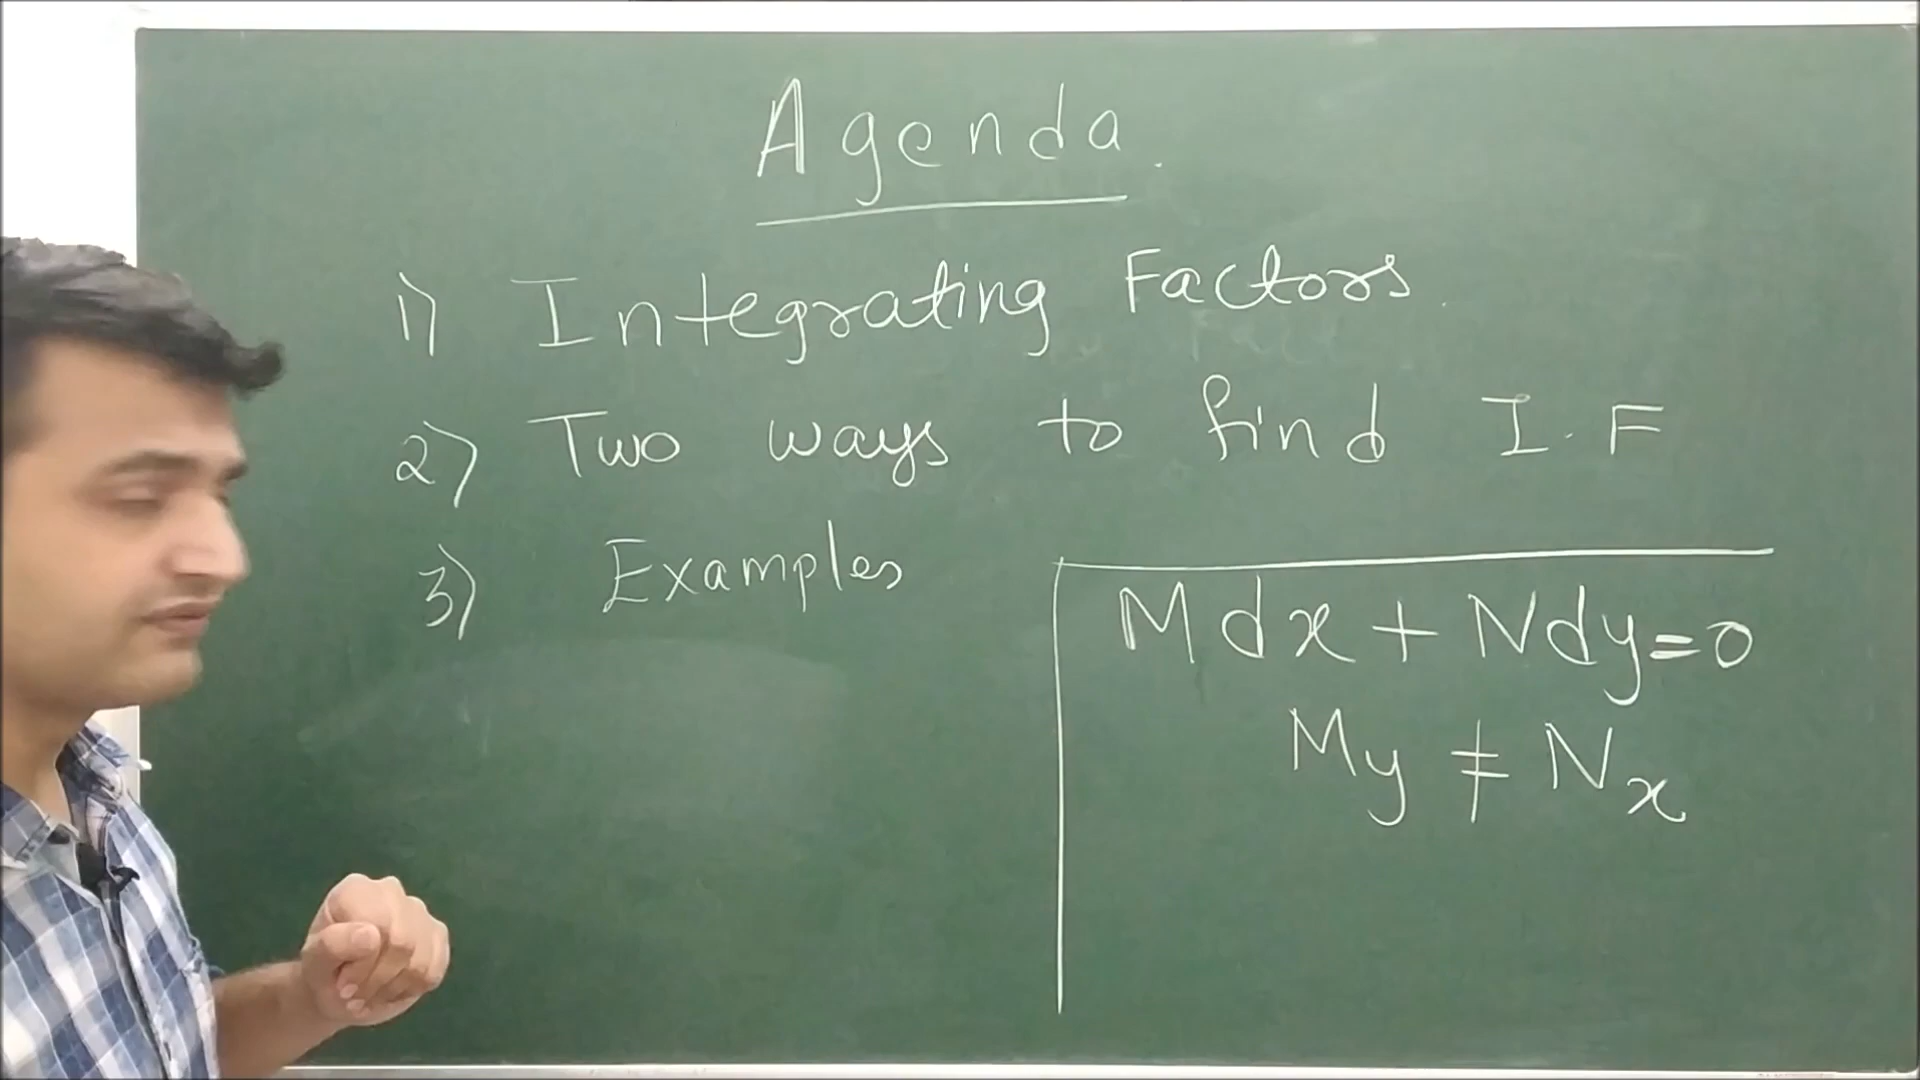 Agenda.
1) Integrating Factors.
2) Two ways to find I.F
3) Examples
Mdx + Ndy=0
My ≠ Nx